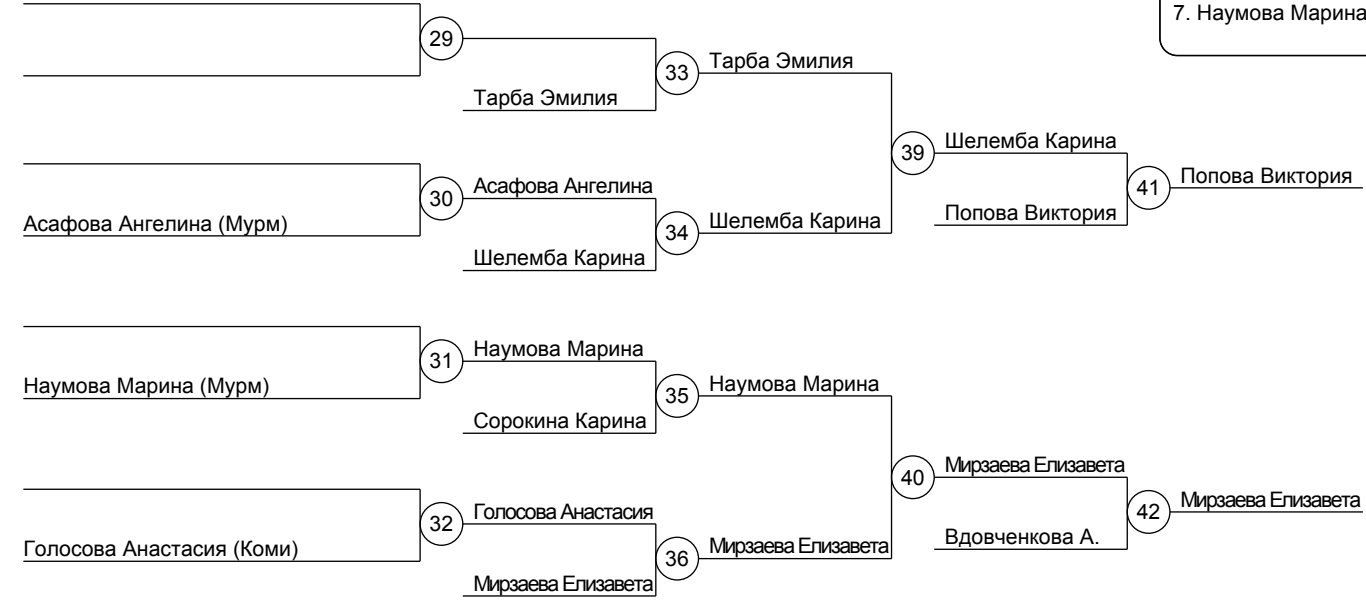 7. Наумова Марина
29
Тарба Эмилия
33
Тарба Эмилия
Асафова Ангелина (Мурм)
30
Асафова Ангелина
Шелемба Карина
34
Шелемба Карина
39
Шелемба Карина
Попова Виктория
41
Попова Виктория
Наумова Марина (Мурм)
31
Наумова Марина
Сорокина Карина
35
Наумова Марина
Голосова Анастасия (Коми)
32
Голосова Анастасия
Мирзаева Елизавета
36
Мирзаева Елизавета
40
Мирзаева Елизавета
Вдовченкова А.
42
Мирзаева Елизавета